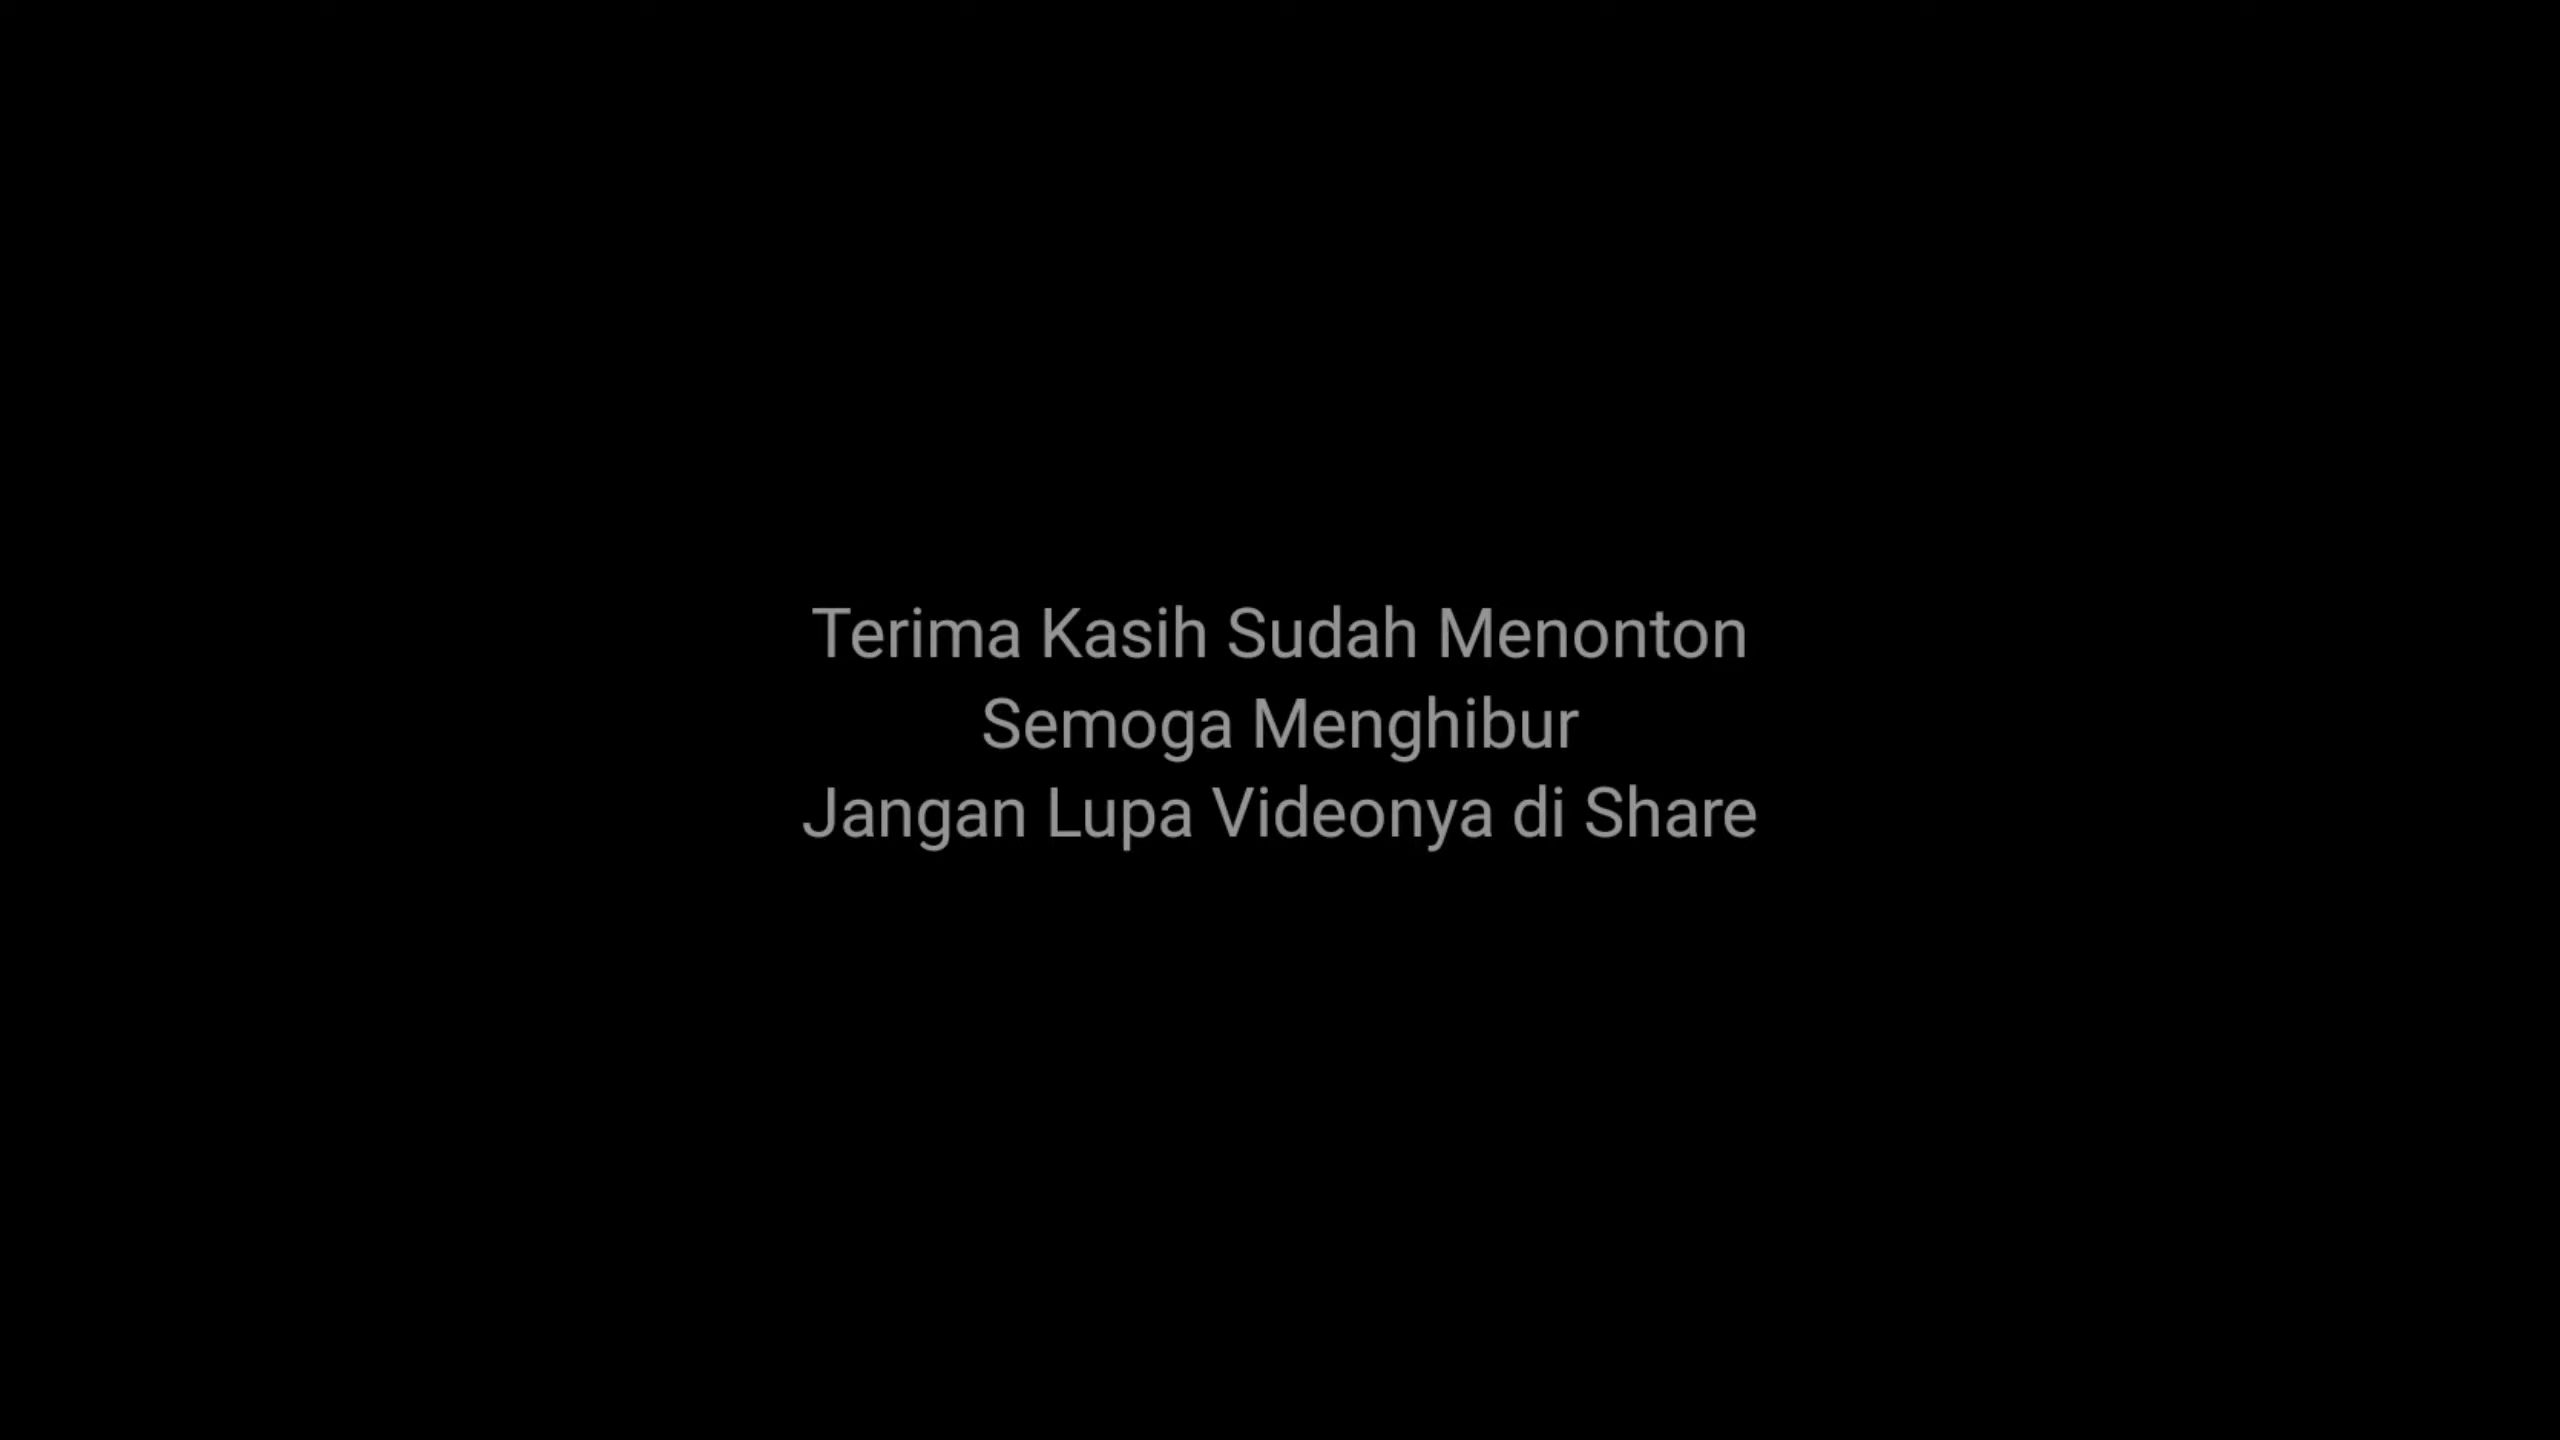 Terima Kasih Sudah Menonton
Semoga Menghibur
Jangan Lupa Videonya di Share